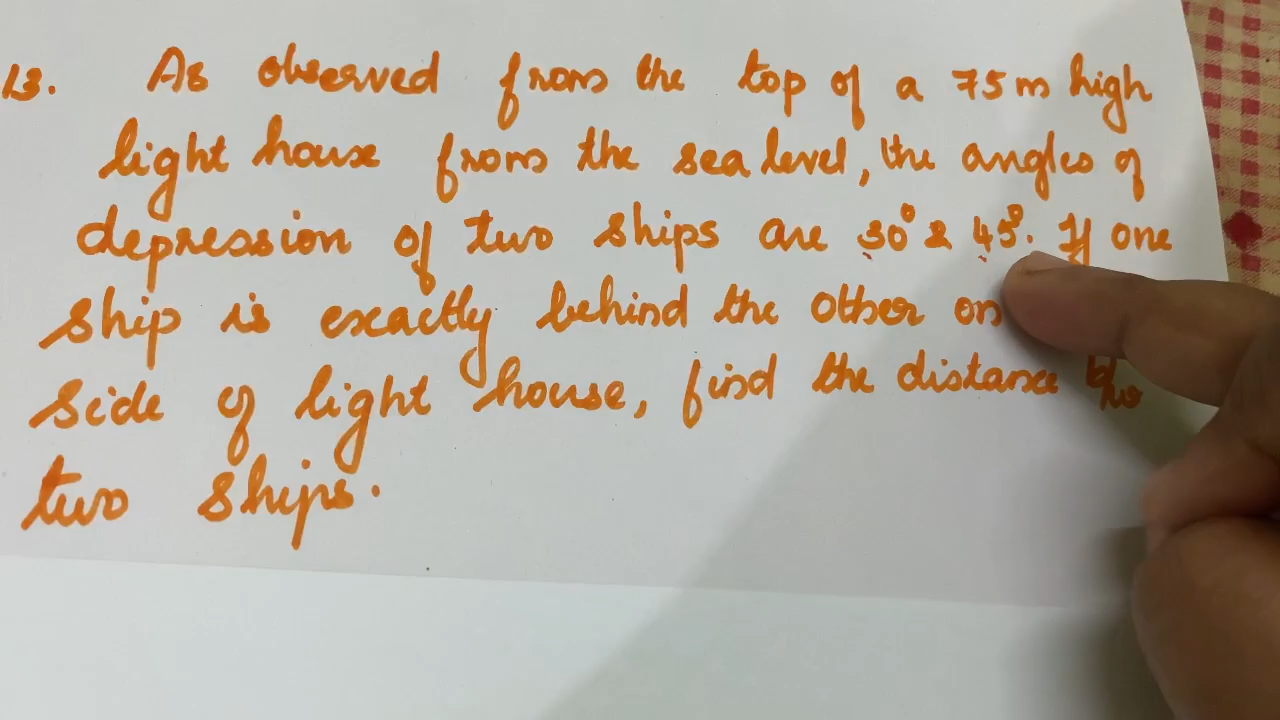 13. As observed from the top of a 75m high
light house from the sea level, the angles of
depression of two ships are 30° & 45°. If one
ship is exactly behind the other on
side of light house, find the distance b/w
two ships.